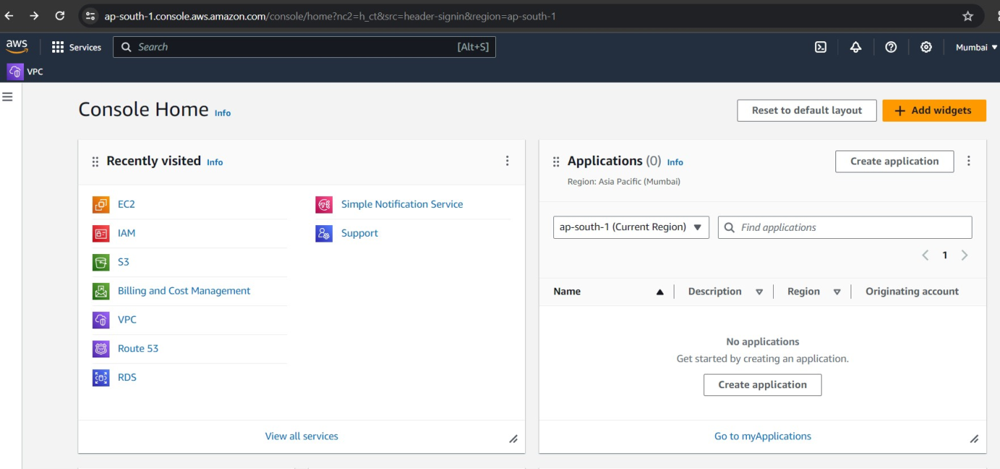 ap-south-1.console.aws.amazon.com/console/home?nc2=h_ct&src=header-signin&region=ap-south-1
aws
Services
Search
[Alt+S]
Mumbai
VPC
Console Home Info
Reset to default layout
Add widgets
Recently visited Info
EC2
IAM
S3
Billing and Cost Management
VPC
Route 53
RDS
Simple Notification Service
Support
View all services
Applications (0) Info
Region: Asia Pacific (Mumbai)
Create application
ap-south-1 (Current Region)
Find applications
1
Name
Description
Region
Originating account
No applications
Get started by creating an application.
Create application
Go to myApplications